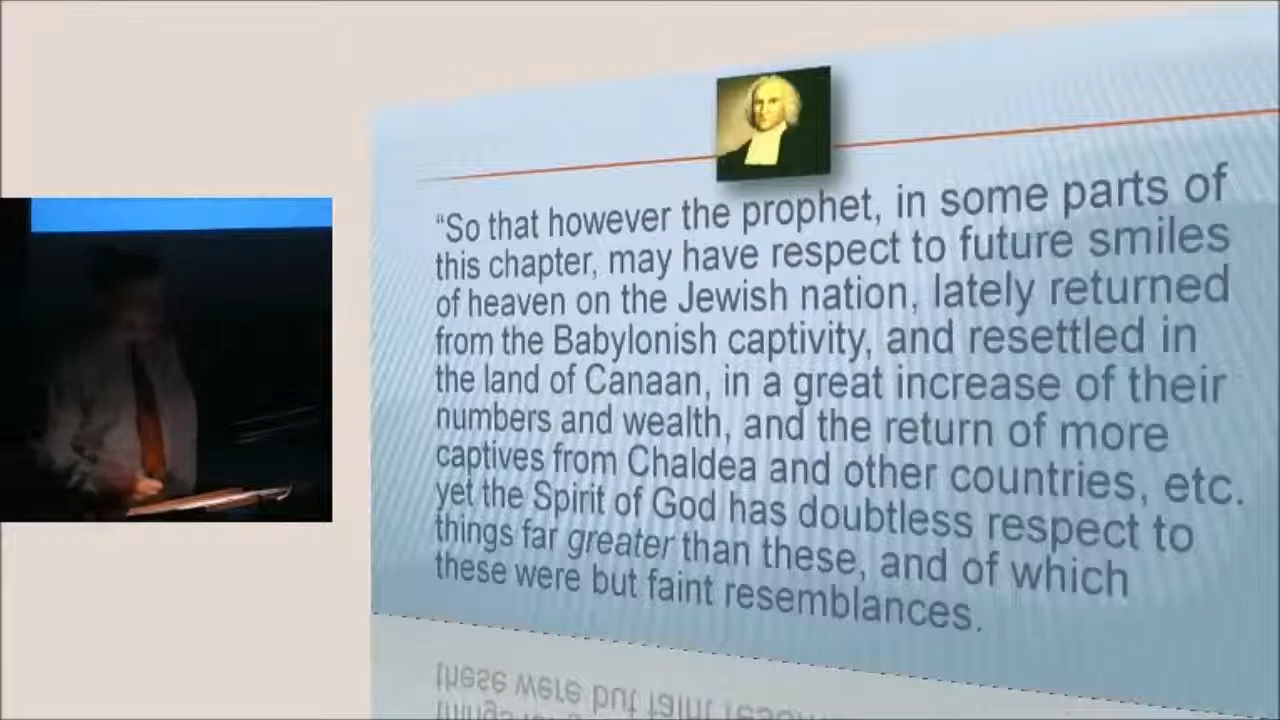 “So that however the prophet, in some parts of
this chapter, may have respect to future smiles
of heaven on the Jewish nation, lately returned
from the Babylonish captivity, and resettled in
the land of Canaan, in a great increase of their
numbers and wealth, and the return of more
captives from Chaldea and other countries, etc.
yet the Spirit of God has doubtless respect to
things far greater than these, and of which
these were but faint resemblances.